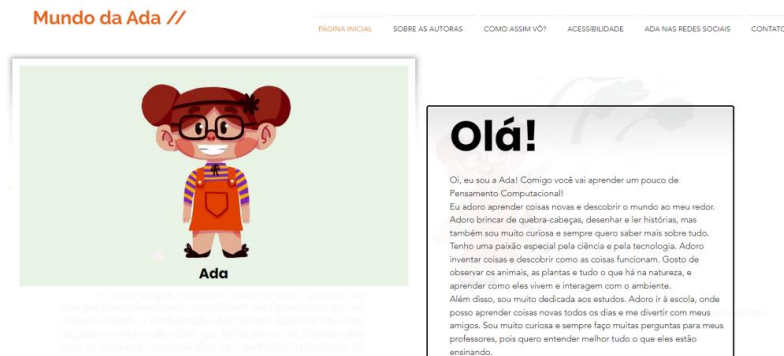 Mundo da Ada //
PÁGINA INICIAL SOBRE AS AUTORAS COMO ASSIM VÔ? ACESSIBILIDADE ADA NAS REDES SOCIAIS CONTATO
Ada
Olá!
Oi, eu sou a Ada! Comigo você vai aprender um pouco de
Pensamento Computacional!
Eu adoro aprender coisas novas e descobrir o mundo ao meu redor.
Adoro brincar de quebra-cabeças, desenhar e ler histórias, mas
também sou muito curiosa e sempre quero saber mais sobre tudo.
Tenho uma paixão especial pela ciência e pela tecnologia. Adoro
inventar coisas e descobrir como as coisas funcionam. Gosto de
observar os animais, as plantas e tudo o que há na natureza, e
aprender como eles vivem e interagem com o ambiente.
Além disso, sou muito dedicada aos estudos. Adoro ir à escola, onde
posso aprender coisas novas todos os dias e me divertir com meus
amigos. Sou muito curiosa e sempre faço muitas perguntas para meus
professores, pois quero entender melhor tudo o que eles estão
ensinando.